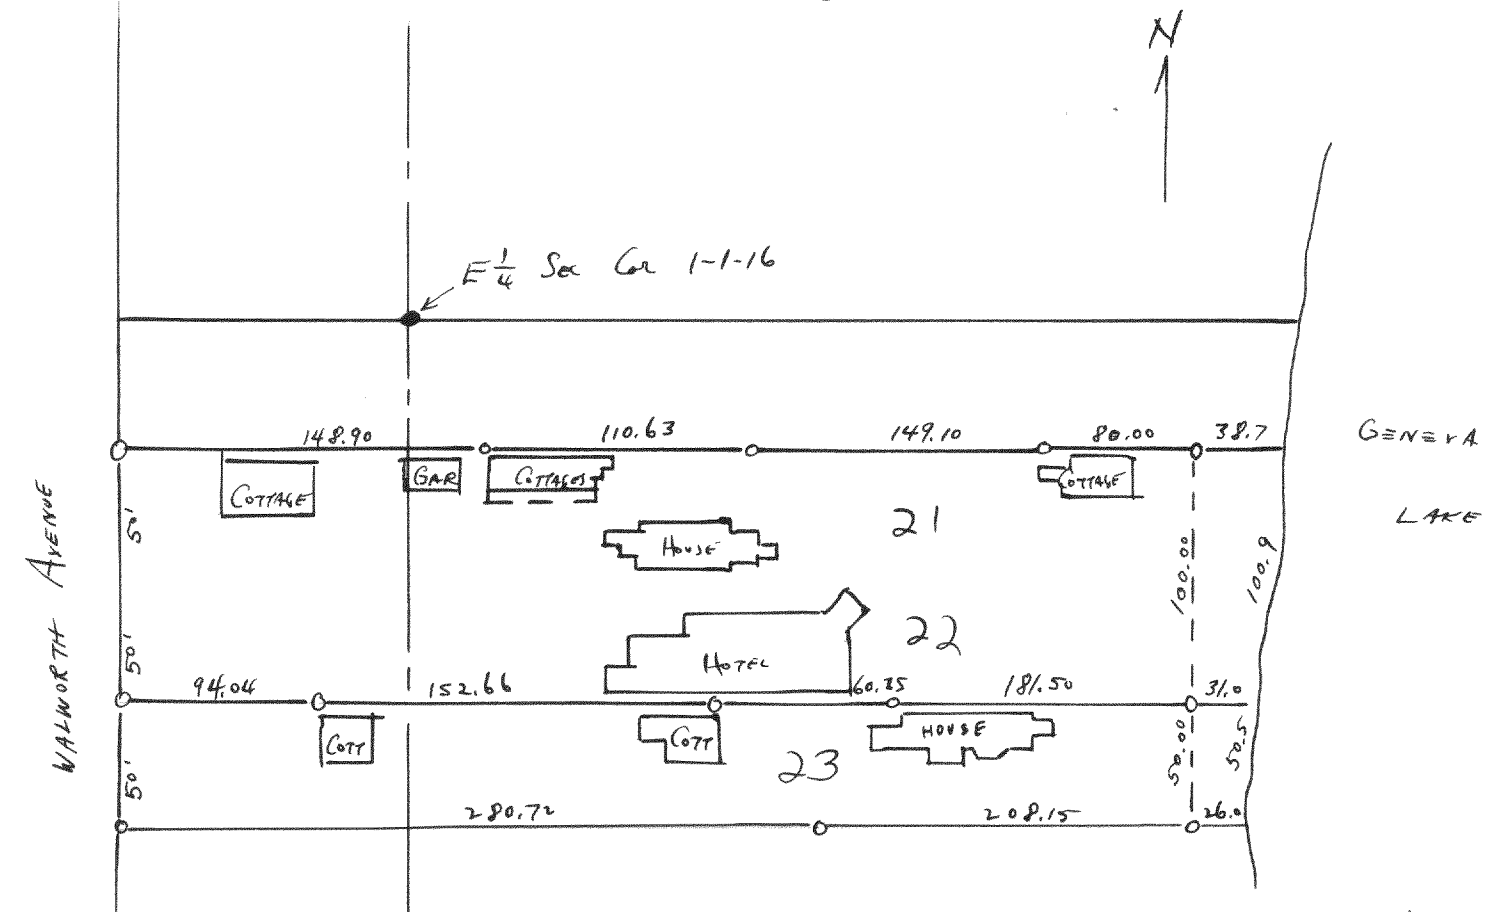 N
E 1/4 Sec Cor 1-1-16
148.90 110.63 149.10 80.00 38.7
GENEVA
LAKE
COTTAGE GAR COTTAGES COTTAGE
50'
21
HOUSE
100.00
100.9
WALWORTH AVENUE
22
HOTEL
50'
94.04 152.66 60.25 181.50 31.0
COTT COTT HOUSE
23
50.00
50.5
50'
280.72 208.15 26.0